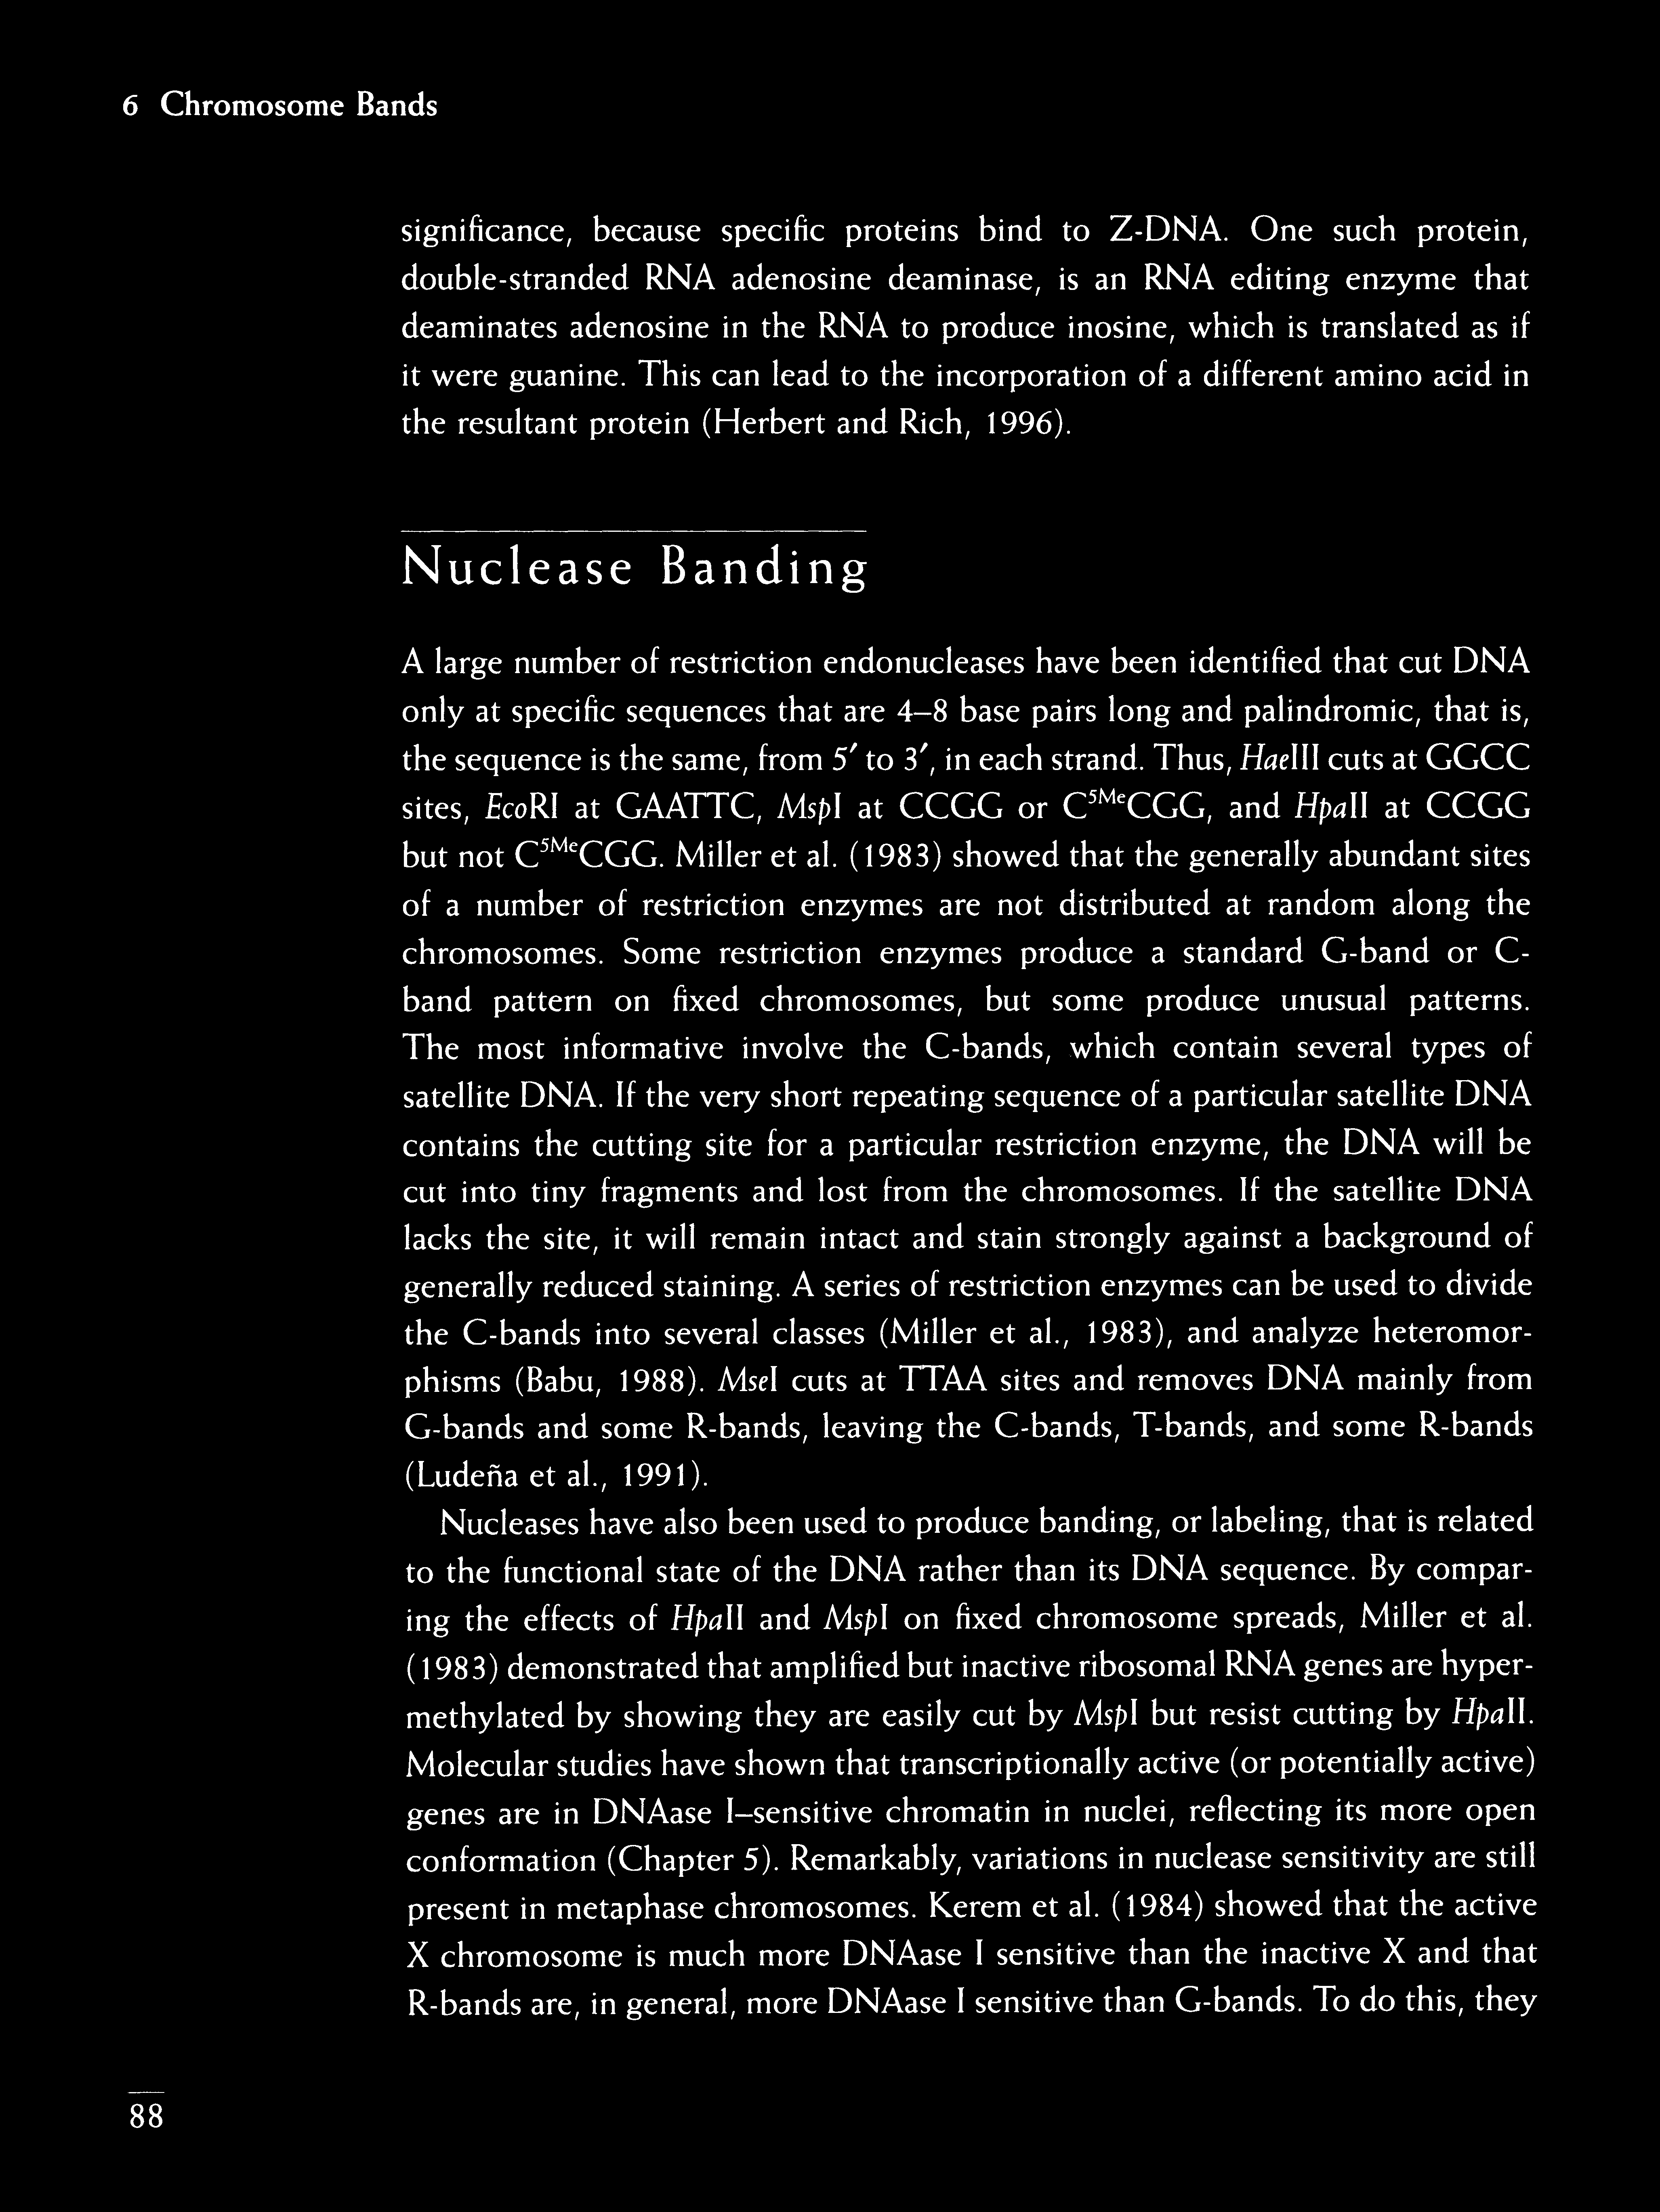 6 Chromosome Bands
significance, because specific proteins bind to Z-DNA. One such protein,
double-stranded RNA adenosine deaminase, is an RNA editing enzyme that
deaminates adenosine in the RNA to produce inosine, which is translated as if
it were guanine. This can lead to the incorporation of a different amino acid in
the resultant protein (Herbert and Rich, 1996).
Nuclease Banding
A large number of restriction endonucleases have been identified that cut DNA
only at specific sequences that are 4–8 base pairs long and palindromic, that is,
the sequence is the same, from 5′ to 3′, in each strand. Thus, HaeIII cuts at GGCC
sites, EcoRI at GAATTC, MspI at CCGG or C⁵ᴹᵉCGG, and HpaII at CCGG
but not C⁵ᴹᵉCGG. Miller et al. (1983) showed that the generally abundant sites
of a number of restriction enzymes are not distributed at random along the
chromosomes. Some restriction enzymes produce a standard G-band or C-
band pattern on fixed chromosomes, but some produce unusual patterns.
The most informative involve the C-bands, which contain several types of
satellite DNA. If the very short repeating sequence of a particular satellite DNA
contains the cutting site for a particular restriction enzyme, the DNA will be
cut into tiny fragments and lost from the chromosomes. If the satellite DNA
lacks the site, it will remain intact and stain strongly against a background of
generally reduced staining. A series of restriction enzymes can be used to divide
the C-bands into several classes (Miller et al., 1983), and analyze heteromor-
phisms (Babu, 1988). MseI cuts at TTAA sites and removes DNA mainly from
G-bands and some R-bands, leaving the C-bands, T-bands, and some R-bands
(Ludeña et al., 1991).
Nucleases have also been used to produce banding, or labeling, that is related
to the functional state of the DNA rather than its DNA sequence. By compar-
ing the effects of HpaII and MspI on fixed chromosome spreads, Miller et al.
(1983) demonstrated that amplified but inactive ribosomal RNA genes are hyper-
methylated by showing they are easily cut by MspI but resist cutting by HpaII.
Molecular studies have shown that transcriptionally active (or potentially active)
genes are in DNAase I–sensitive chromatin in nuclei, reflecting its more open
conformation (Chapter 5). Remarkably, variations in nuclease sensitivity are still
present in metaphase chromosomes. Kerem et al. (1984) showed that the active
X chromosome is much more DNAase I sensitive than the inactive X and that
R-bands are, in general, more DNAase I sensitive than G-bands. To do this, they
88